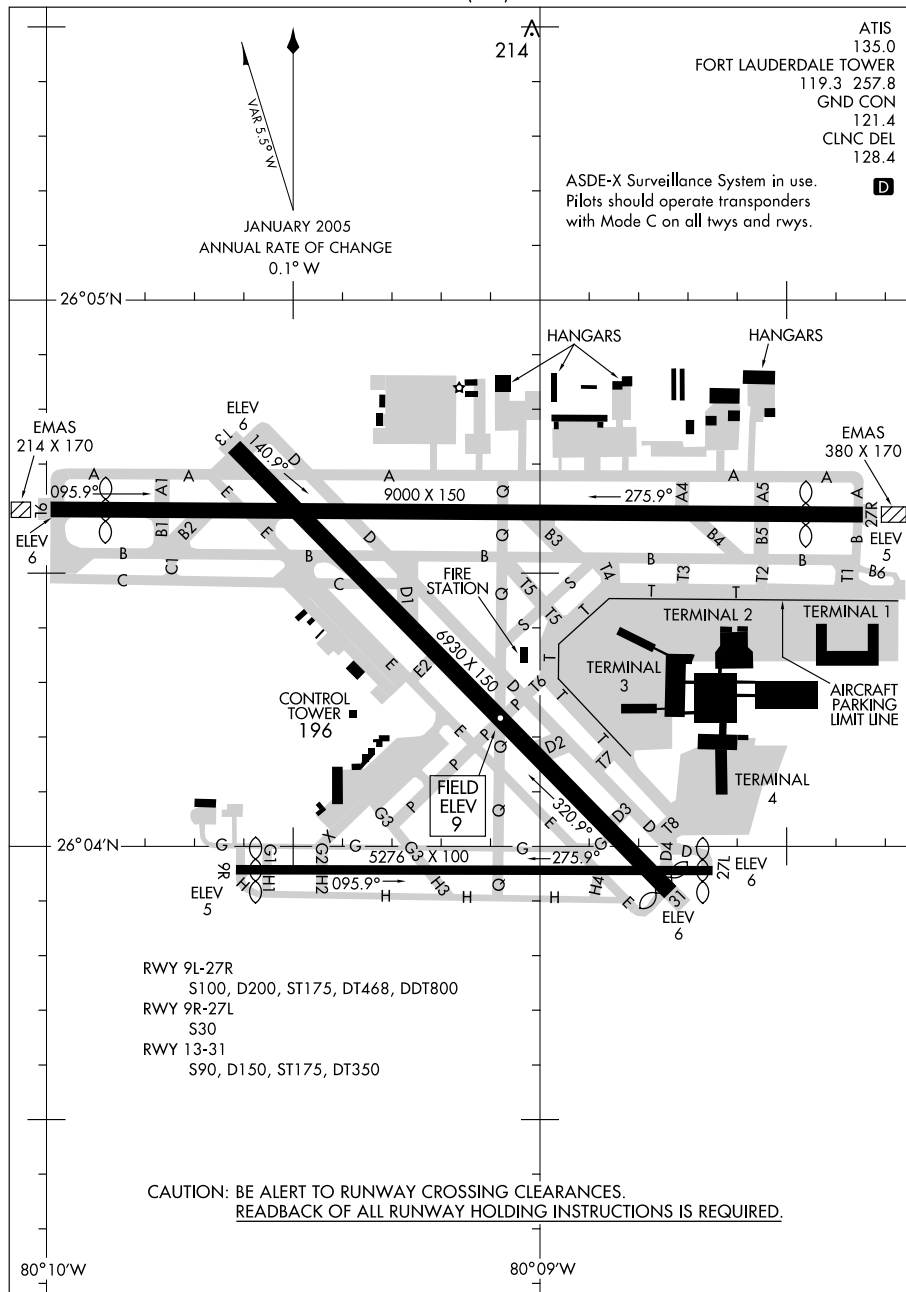 214
ATIS
135.0
FORT LAUDERDALE TOWER
119.3 257.8
GND CON
121.4
CLNC DEL
128.4
D
ASDE-X Surveillance System in use.
Pilots should operate transponders
with Mode C on all twys and rwys.
VAR 5.5° W
JANUARY 2005
ANNUAL RATE OF CHANGE
0.1° W
26°05'N
HANGARS
HANGARS
EMAS
214 X 170
ELEV
6
13
140.9°
D
EMAS
380 X 170
A
A1
A
A
A
A
095.9°
9000 X 150
275.9°
Q
A4
A5
A
9L
E
27R
ELEV
6
B1
B2
E
D
Q
B3
B4
B5
B
ELEV
5
B
B
B
B
B
B6
C
C1
C
D1
FIRE
STATION
Q
T5
S
T4
T3
T2
T1
T
T
S
T5
T
T
TERMINAL 2
TERMINAL 1
6930 X 150
E
E2
D
T6
T
P
TERMINAL
3
AIRCRAFT
PARKING
LIMIT LINE
CONTROL
TOWER
196
E
P
Q
D2
T
T7
P
TERMINAL
4
FIELD
ELEV
9
320.9°
P
G3
Q
E
D3
D
T8
26°04'N
G
G1
G2
X
G
G3
G
G
D4
D
9R
5276 X 100
275.9°
27L
ELEV
5
H
H1
H2
095.9°
H3
Q
H4
ELEV
6
H
H
H
E
31
ELEV
6
RWY 9L-27R
S100, D200, ST175, DT468, DDT800
RWY 9R-27L
S30
RWY 13-31
S90, D150, ST175, DT350
CAUTION: BE ALERT TO RUNWAY CROSSING CLEARANCES.
READBACK OF ALL RUNWAY HOLDING INSTRUCTIONS IS REQUIRED.
80°10'W
80°09'W